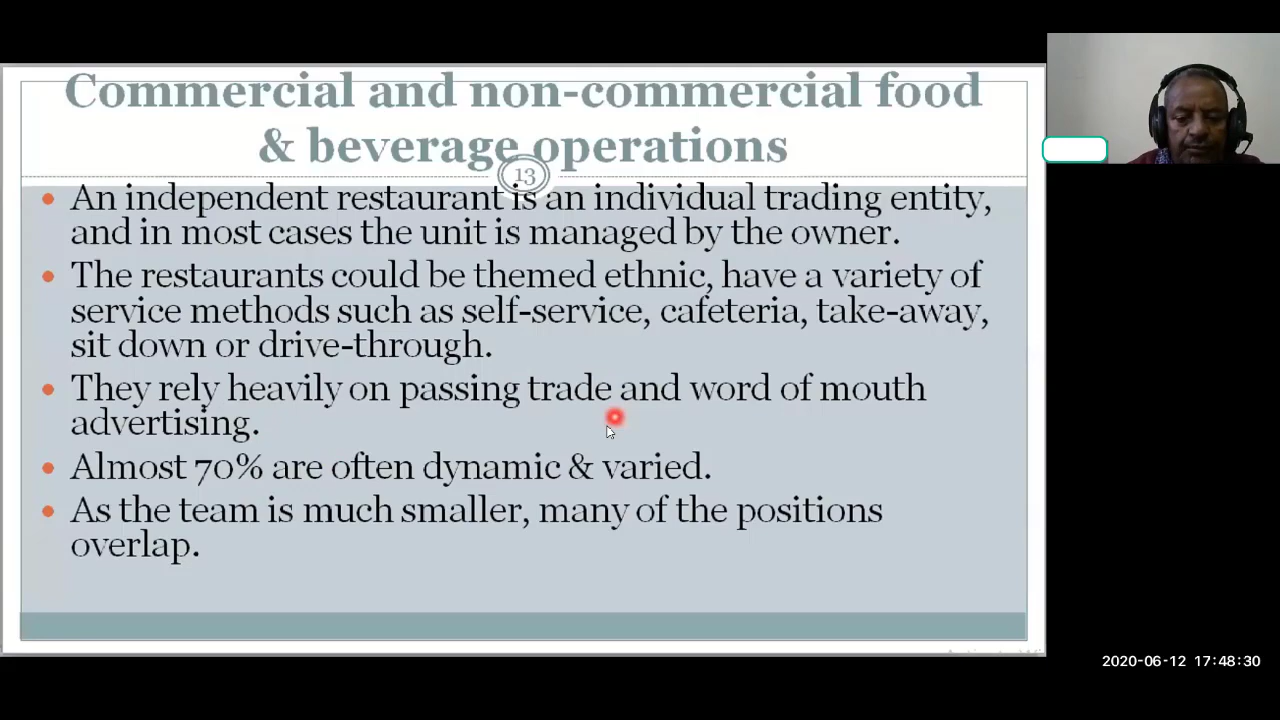 Commercial and non-commercial food
& beverage operations
13
An independent restaurant is an individual trading entity,
and in most cases the unit is managed by the owner.
The restaurants could be themed ethnic, have a variety of
service methods such as self-service, cafeteria, take-away,
sit down or drive-through.
They rely heavily on passing trade and word of mouth
advertising.
Almost 70% are often dynamic & varied.
As the team is much smaller, many of the positions
overlap.
2020-06-12 17:48:30